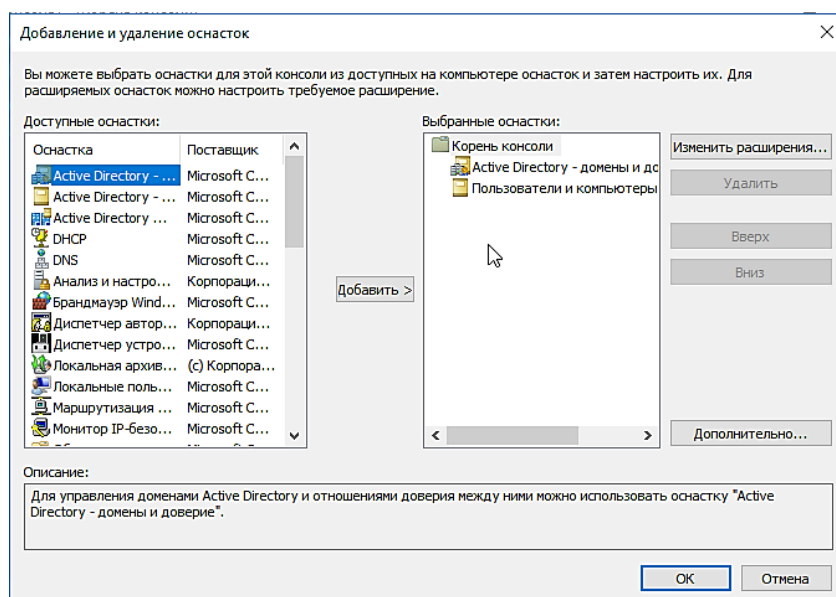 Добавление и удаление оснасток
Вы можете выбрать оснастки для этой консоли из доступных на компьютере оснасток и затем настроить их. Для
расширяемых оснасток можно настроить требуемое расширение.
Доступные оснастки:
Оснастка Поставщик
Active Directory - ... Microsoft C...
Active Directory - ... Microsoft C...
Active Directory ... Microsoft C...
DHCP Microsoft C...
DNS Microsoft C...
Анализ и настро... Корпораци...
Брандмауэр Wind... Microsoft C...
Диспетчер автор... Корпораци...
Диспетчер устро... Microsoft C...
Локальная архив... (c) Корпора...
Локальные поль... Microsoft C...
Маршрутизация ... Microsoft C...
Монитор IP-безо... Microsoft C...
Добавить >
Выбранные оснастки:
Корень консоли
Active Directory - домены и до
Пользователи и компьютеры
Изменить расширения...
Удалить
Вверх
Вниз
Дополнительно...
Описание:
Для управления доменами Active Directory и отношениями доверия между ними можно использовать оснастку "Active
Directory - домены и доверие".
OK
Отмена